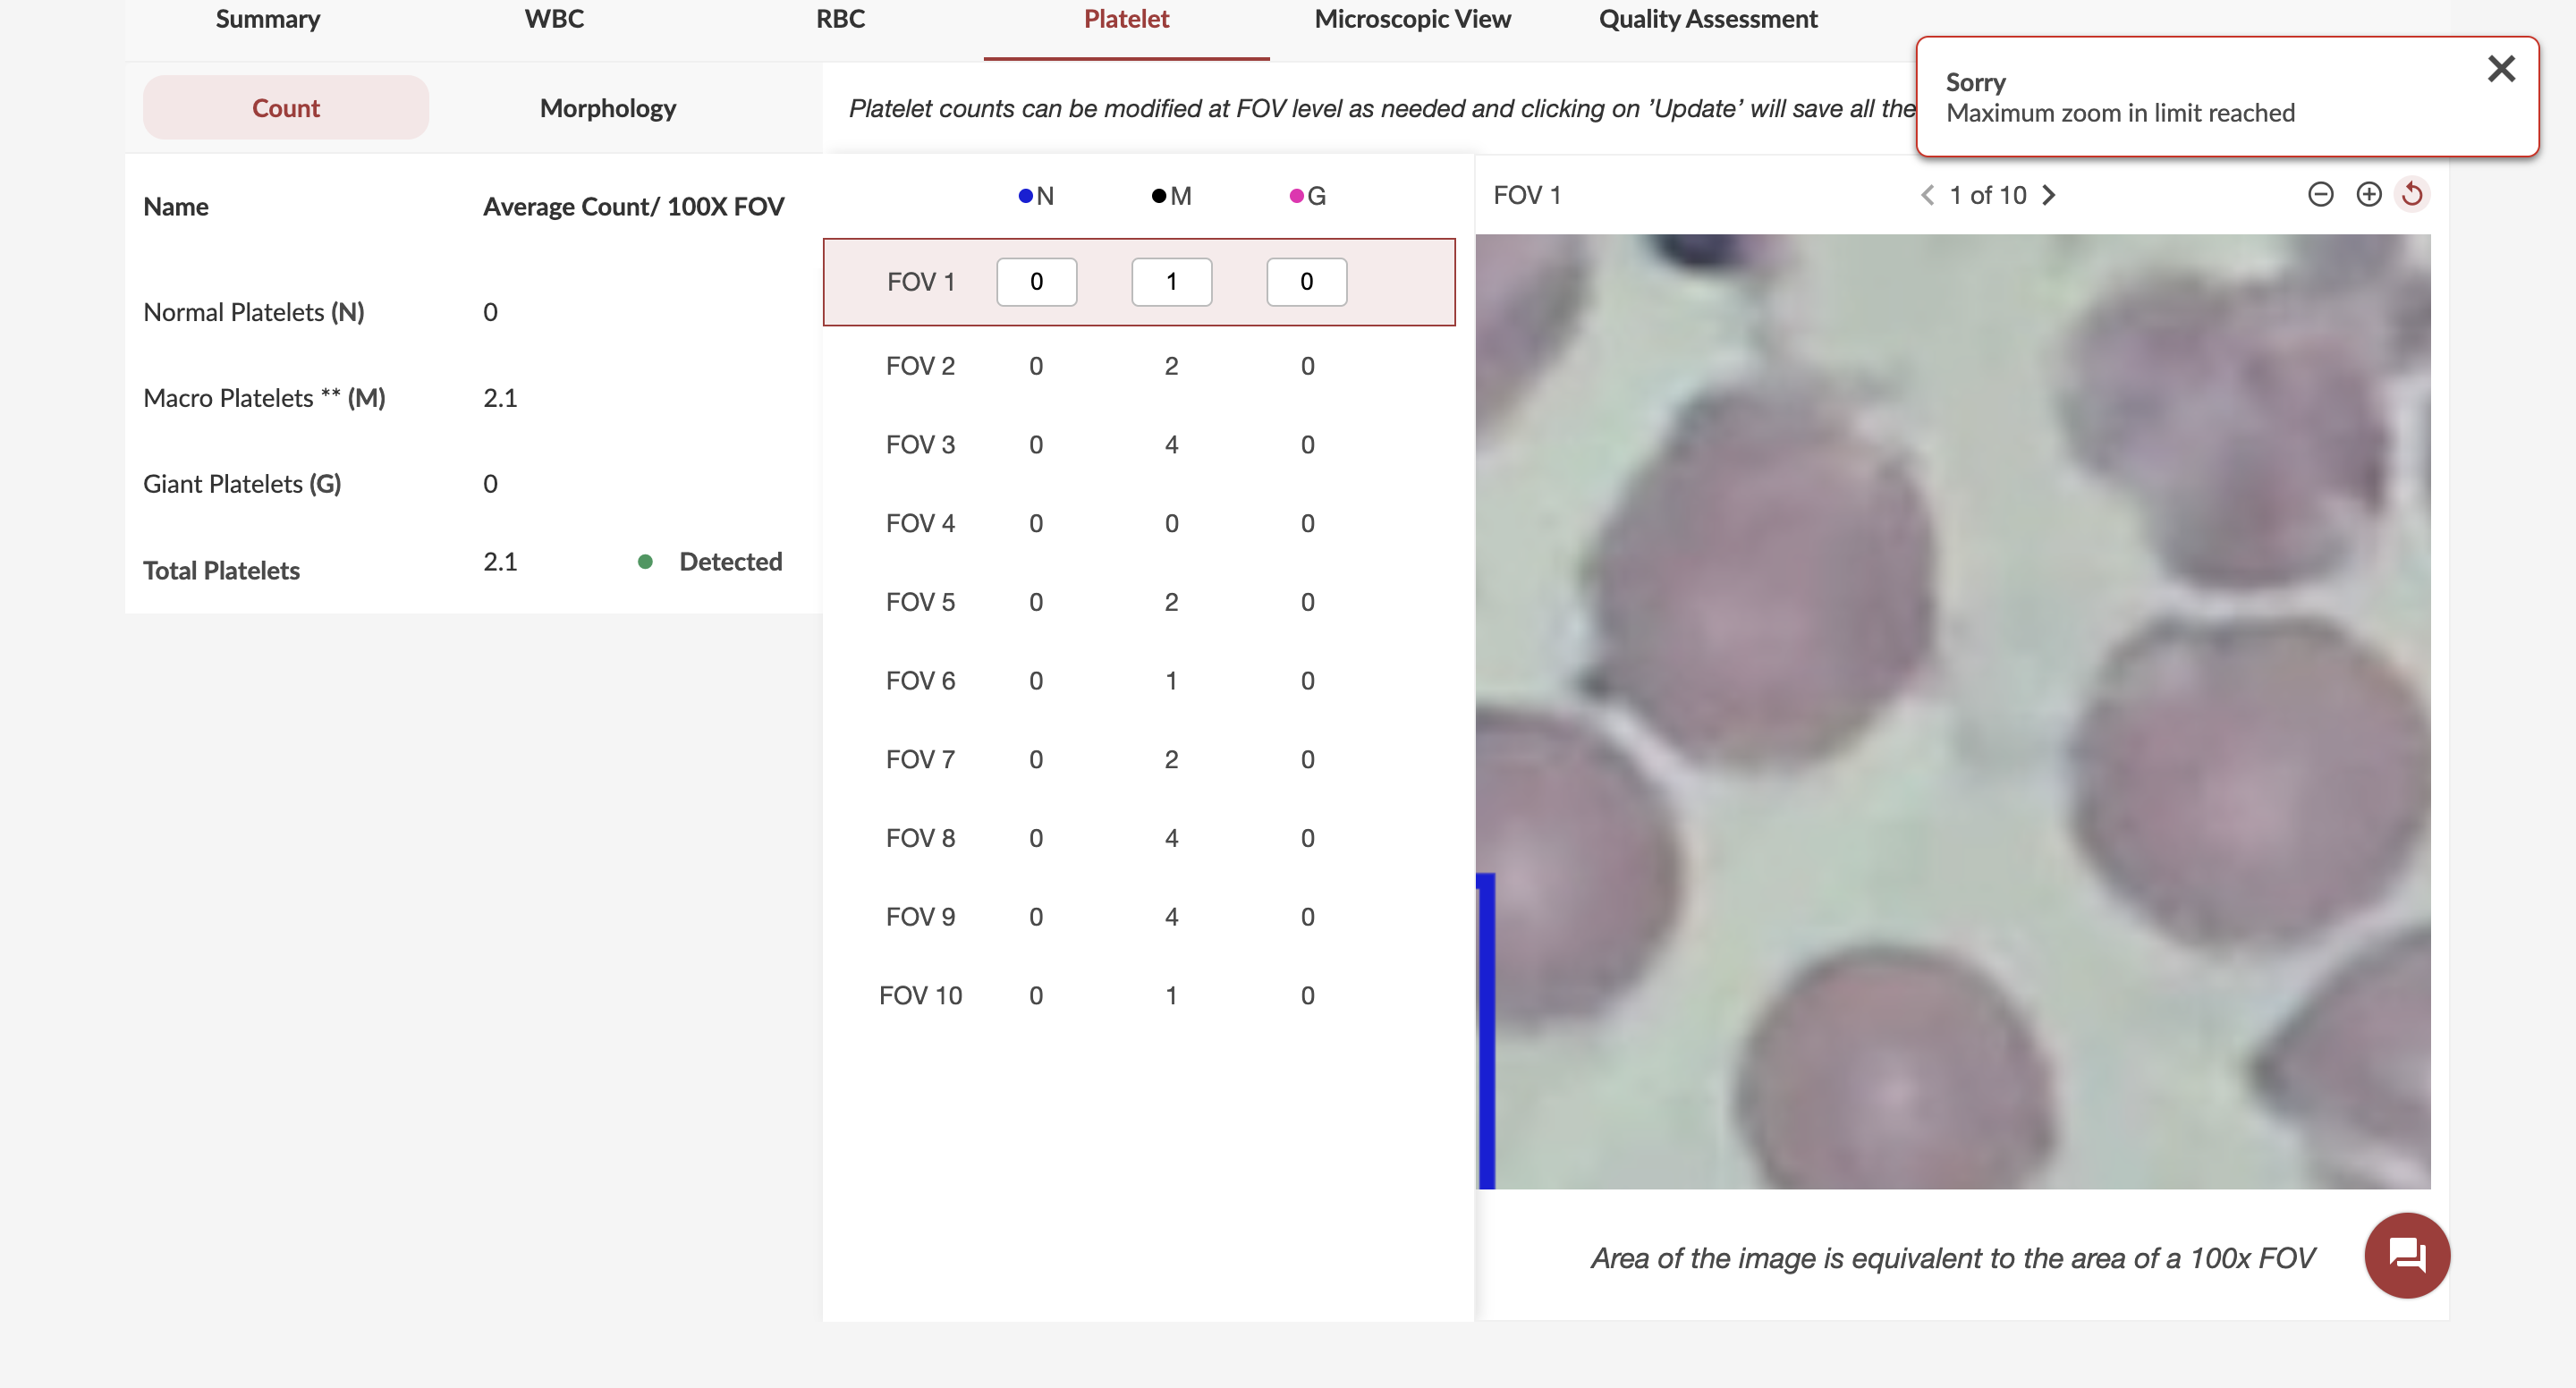 Summary WBC RBC Platelet Microscopic View Quality Assessment
Sorry
Maximum zoom in limit reached
Count Morphology
Platelet counts can be modified at FOV level as needed and clicking on ’Update’ will save all the
Name Average Count/ 100X FOV
Normal Platelets (N) 0
Macro Platelets ** (M) 2.1
Giant Platelets (G) 0
Total Platelets 2.1 Detected
N M G
FOV 1 0 1 0
FOV 2 0 2 0
FOV 3 0 4 0
FOV 4 0 0 0
FOV 5 0 2 0
FOV 6 0 1 0
FOV 7 0 2 0
FOV 8 0 4 0
FOV 9 0 4 0
FOV 10 0 1 0
FOV 1 1 of 10
Area of the image is equivalent to the area of a 100x FOV